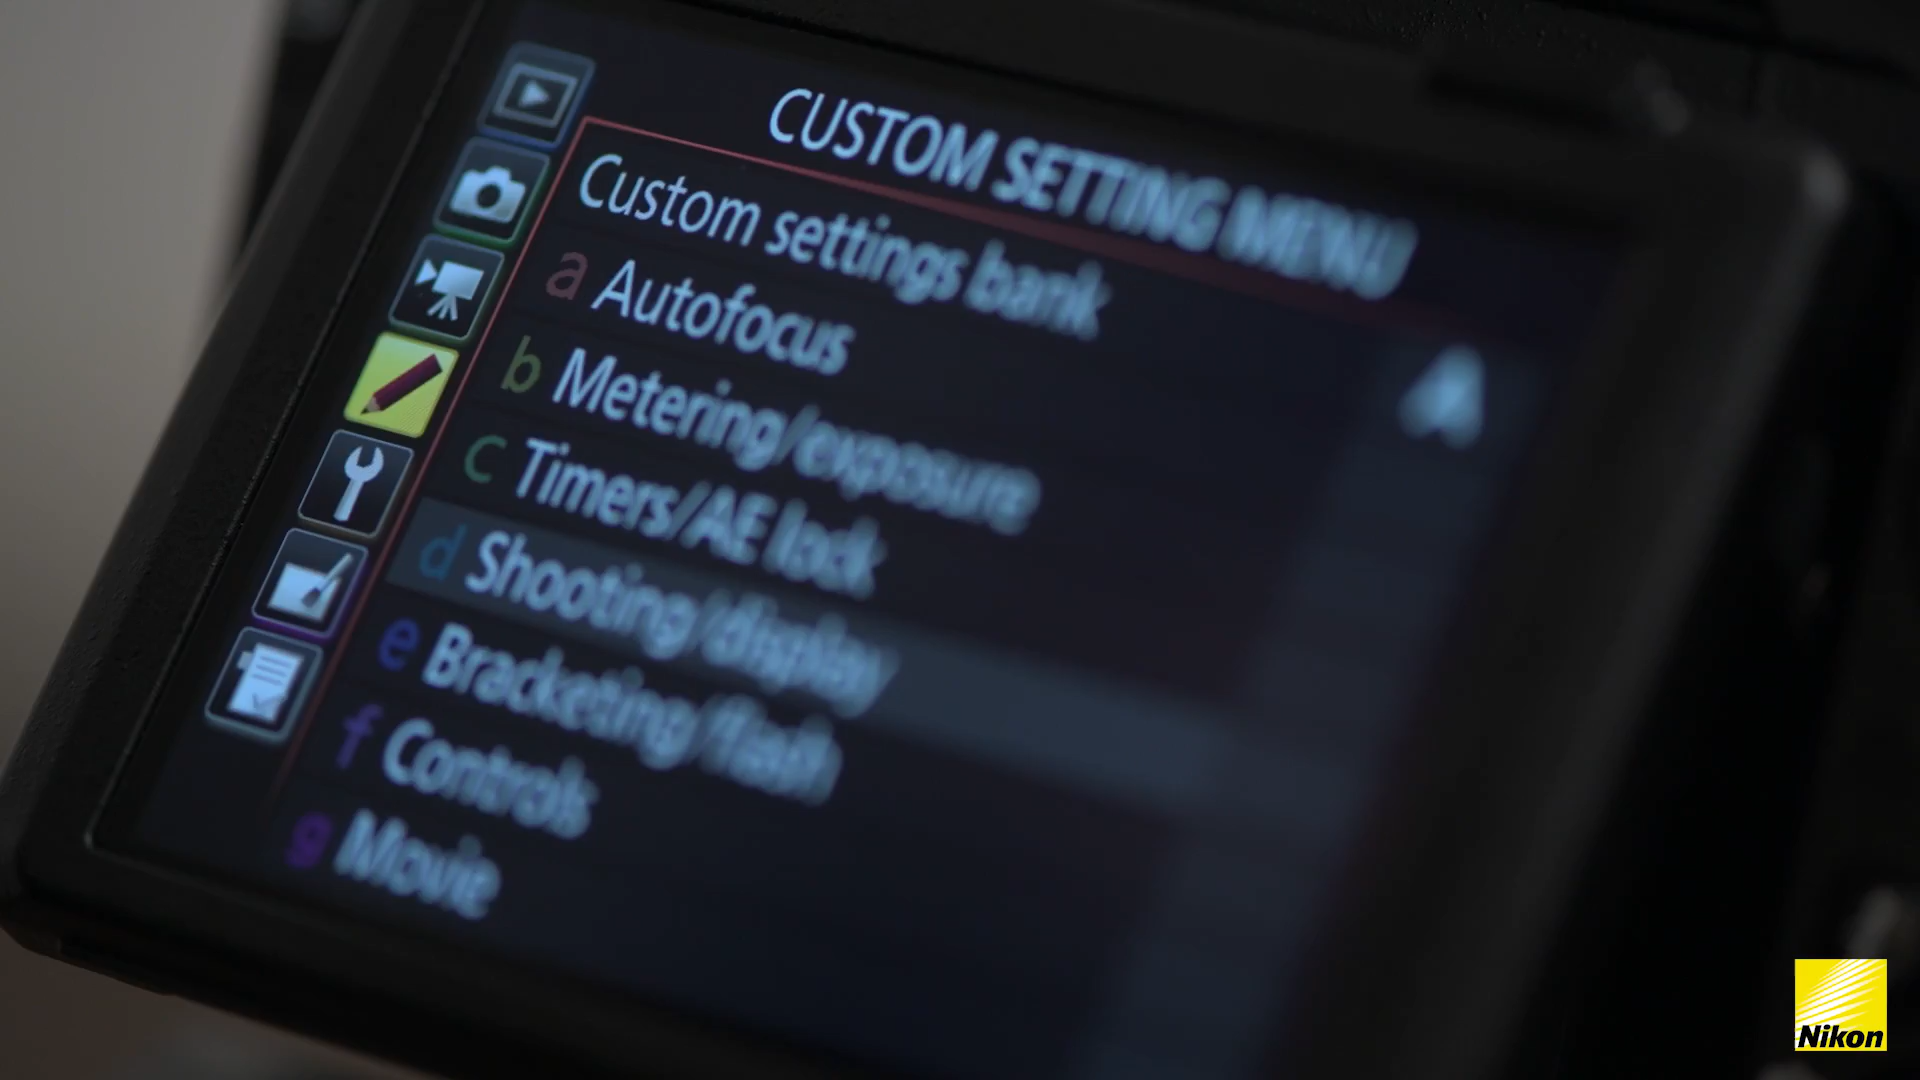 CUSTOM SETTING MENU
Custom settings bank
a Autofocus
b Metering/exposure
c Timers/AE lock
d Shooting/display
e Bracketing/flash
f Controls
g Movie
Nikon